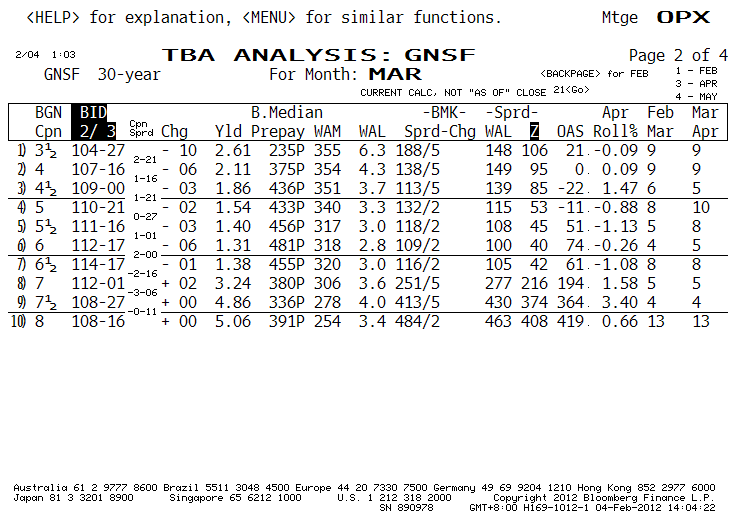 <HELP> for explanation, <MENU> for similar functions. Mtge OPX
2/04 1:03 TBA ANALYSIS: GNSF Page 2 of 4
GNSF 30-year For Month: MAR <BACKPAGE> for FEB 1 - FEB
3 - APR
CURRENT CALC, NOT "AS OF" CLOSE 21<Go> 4 - MAY
BGN BID B.Median -BMK- -Sprd- Apr Feb Mar
Cpn 2/ 3 Cpn Sprd Chg Yld Prepay WAM WAL Sprd-Chg WAL Z OAS Roll% Mar Apr
1) 3½ 104-27 - 10 2.61 235P 355 6.3 188/5 148 106 21. -0.09 9 9
2-21
2) 4 107-16 - 06 2.11 375P 354 4.3 138/5 149 95 0. 0.09 9 9
1-16
3) 4½ 109-00 - 03 1.86 436P 351 3.7 113/5 139 85 -22. 1.47 6 5
1-21
4) 5 110-21 - 02 1.54 433P 340 3.3 132/2 115 53 -11. -0.88 8 10
0-27
5) 5½ 111-16 - 03 1.40 456P 317 3.0 118/2 108 45 51. -1.13 5 8
1-01
6) 6 112-17 - 06 1.31 481P 318 2.8 109/2 100 40 74. -0.26 4 5
2-00
7) 6½ 114-17 - 01 1.38 455P 320 3.0 116/2 105 42 61. -1.08 8 8
-2-16
8) 7 112-01 + 02 3.24 380P 306 3.6 251/5 277 216 194. 1.58 5 5
-3-06
9) 7½ 108-27 + 00 4.86 336P 278 4.0 413/5 430 374 364. 3.40 4 4
-0-11
10) 8 108-16 + 00 5.06 391P 254 3.4 484/2 463 408 419. 0.66 13 13
Australia 61 2 9777 8600 Brazil 5511 3048 4500 Europe 44 20 7330 7500 Germany 49 69 9204 1210 Hong Kong 852 2977 6000
Japan 81 3 3201 8900 Singapore 65 6212 1000 U.S. 1 212 318 2000 Copyright 2012 Bloomberg Finance L.P.
SN 890978 GMT+8:00 H169-1012-1 04-Feb-2012 14:04:22